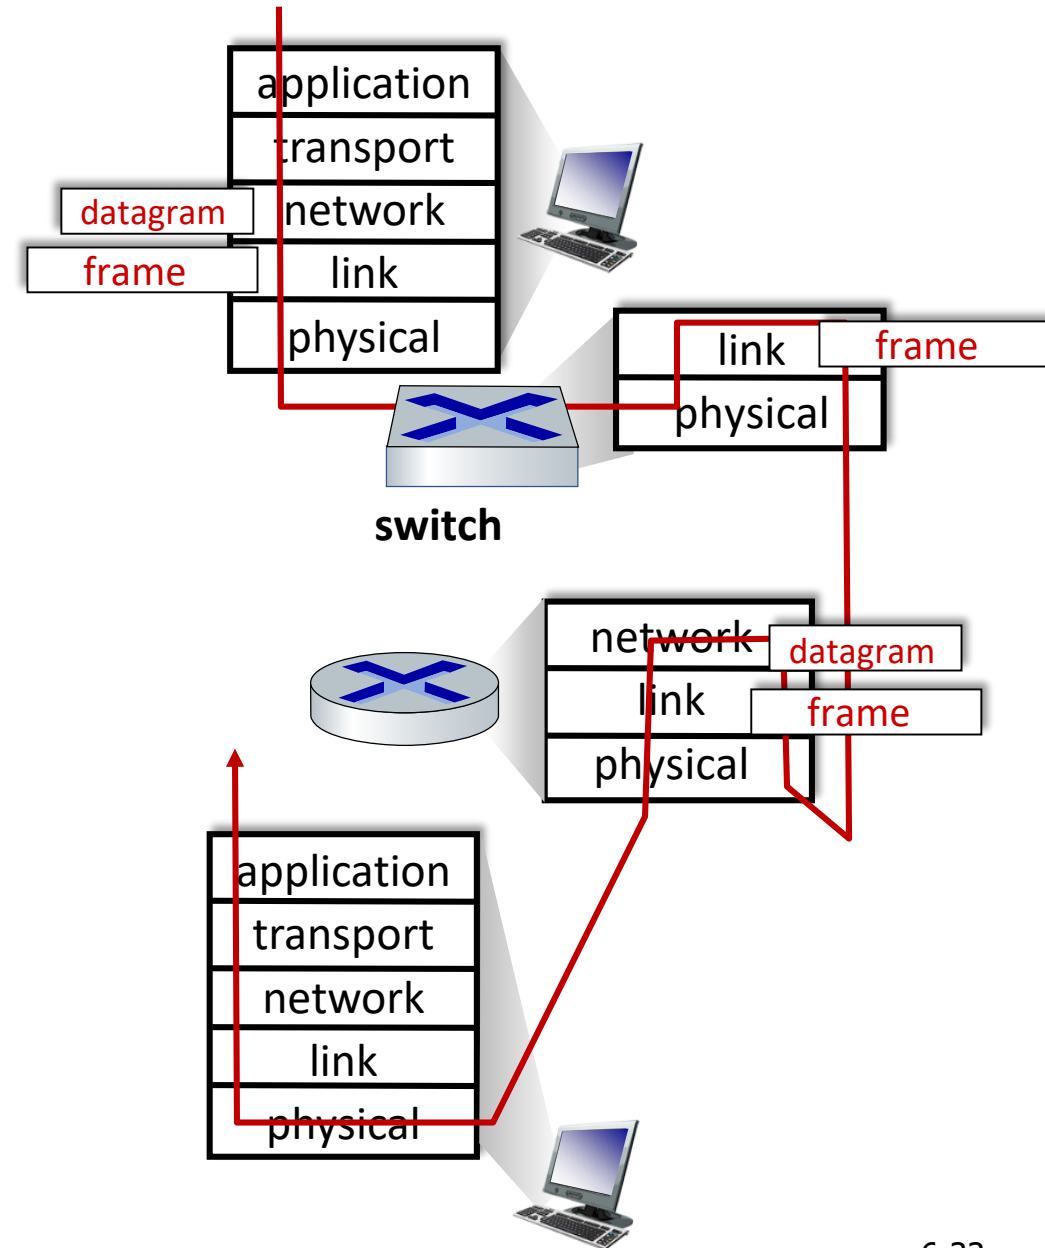 application
transport
datagram
network
frame
link
physical
link
frame
physical
switch
network
datagram
link
frame
physical
application
transport
network
link
physical